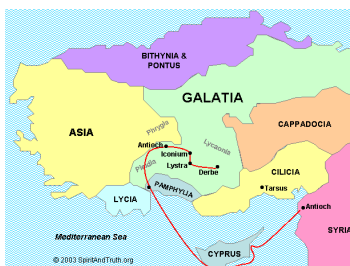 BITHYNIA &
PONTUS
GALATIA
ASIA
Phrygia
CAPPADOCIA
Antioch
Iconium
Lycaonia
Lystra
Pisidia
Derbe
CILICIA
PAMPHYLIA
Tarsus
LYCIA
Antioch
Mediterranean Sea
SYRIA
CYPRUS
© 2003 SpiritAndTruth.org